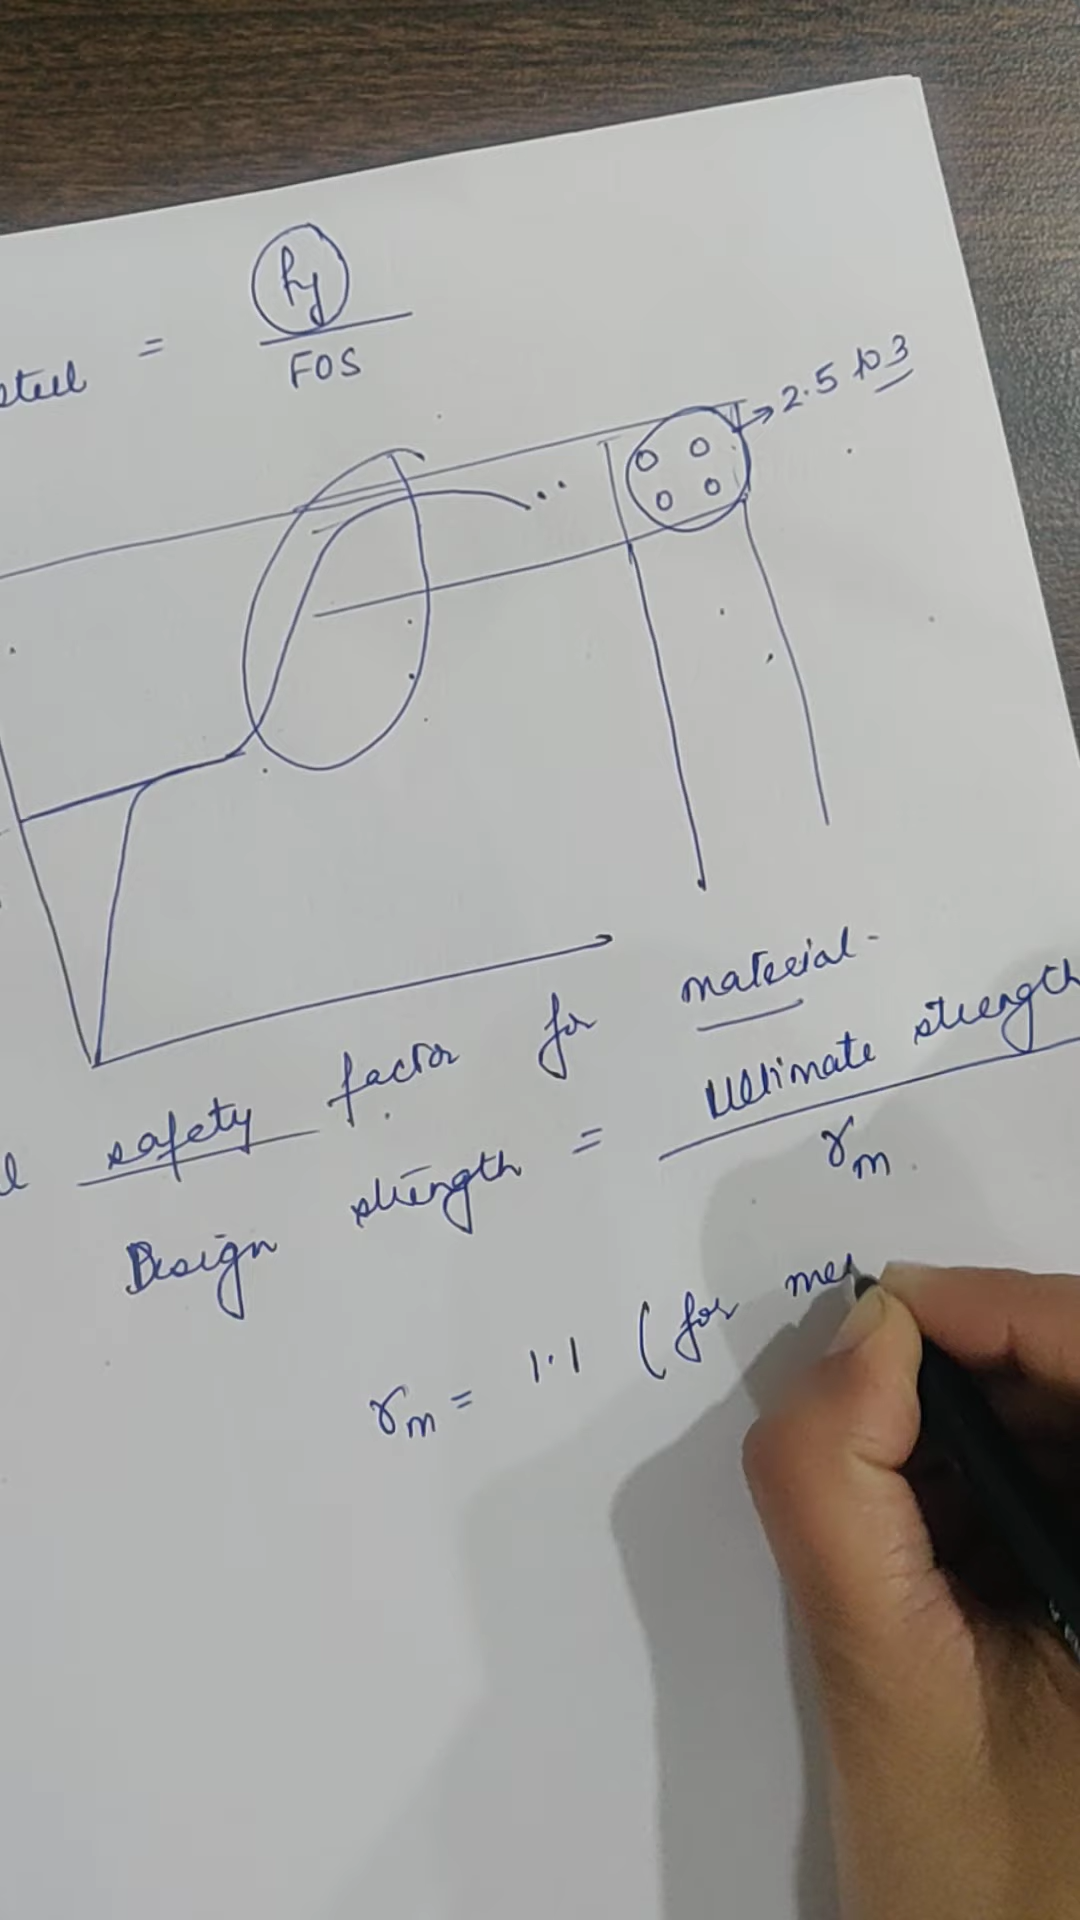 steel = fy
FOS
→ 2.5 to 3
safety factor for material-
Design strength = Ultimate strength
γm
γm = 1.1 (for me